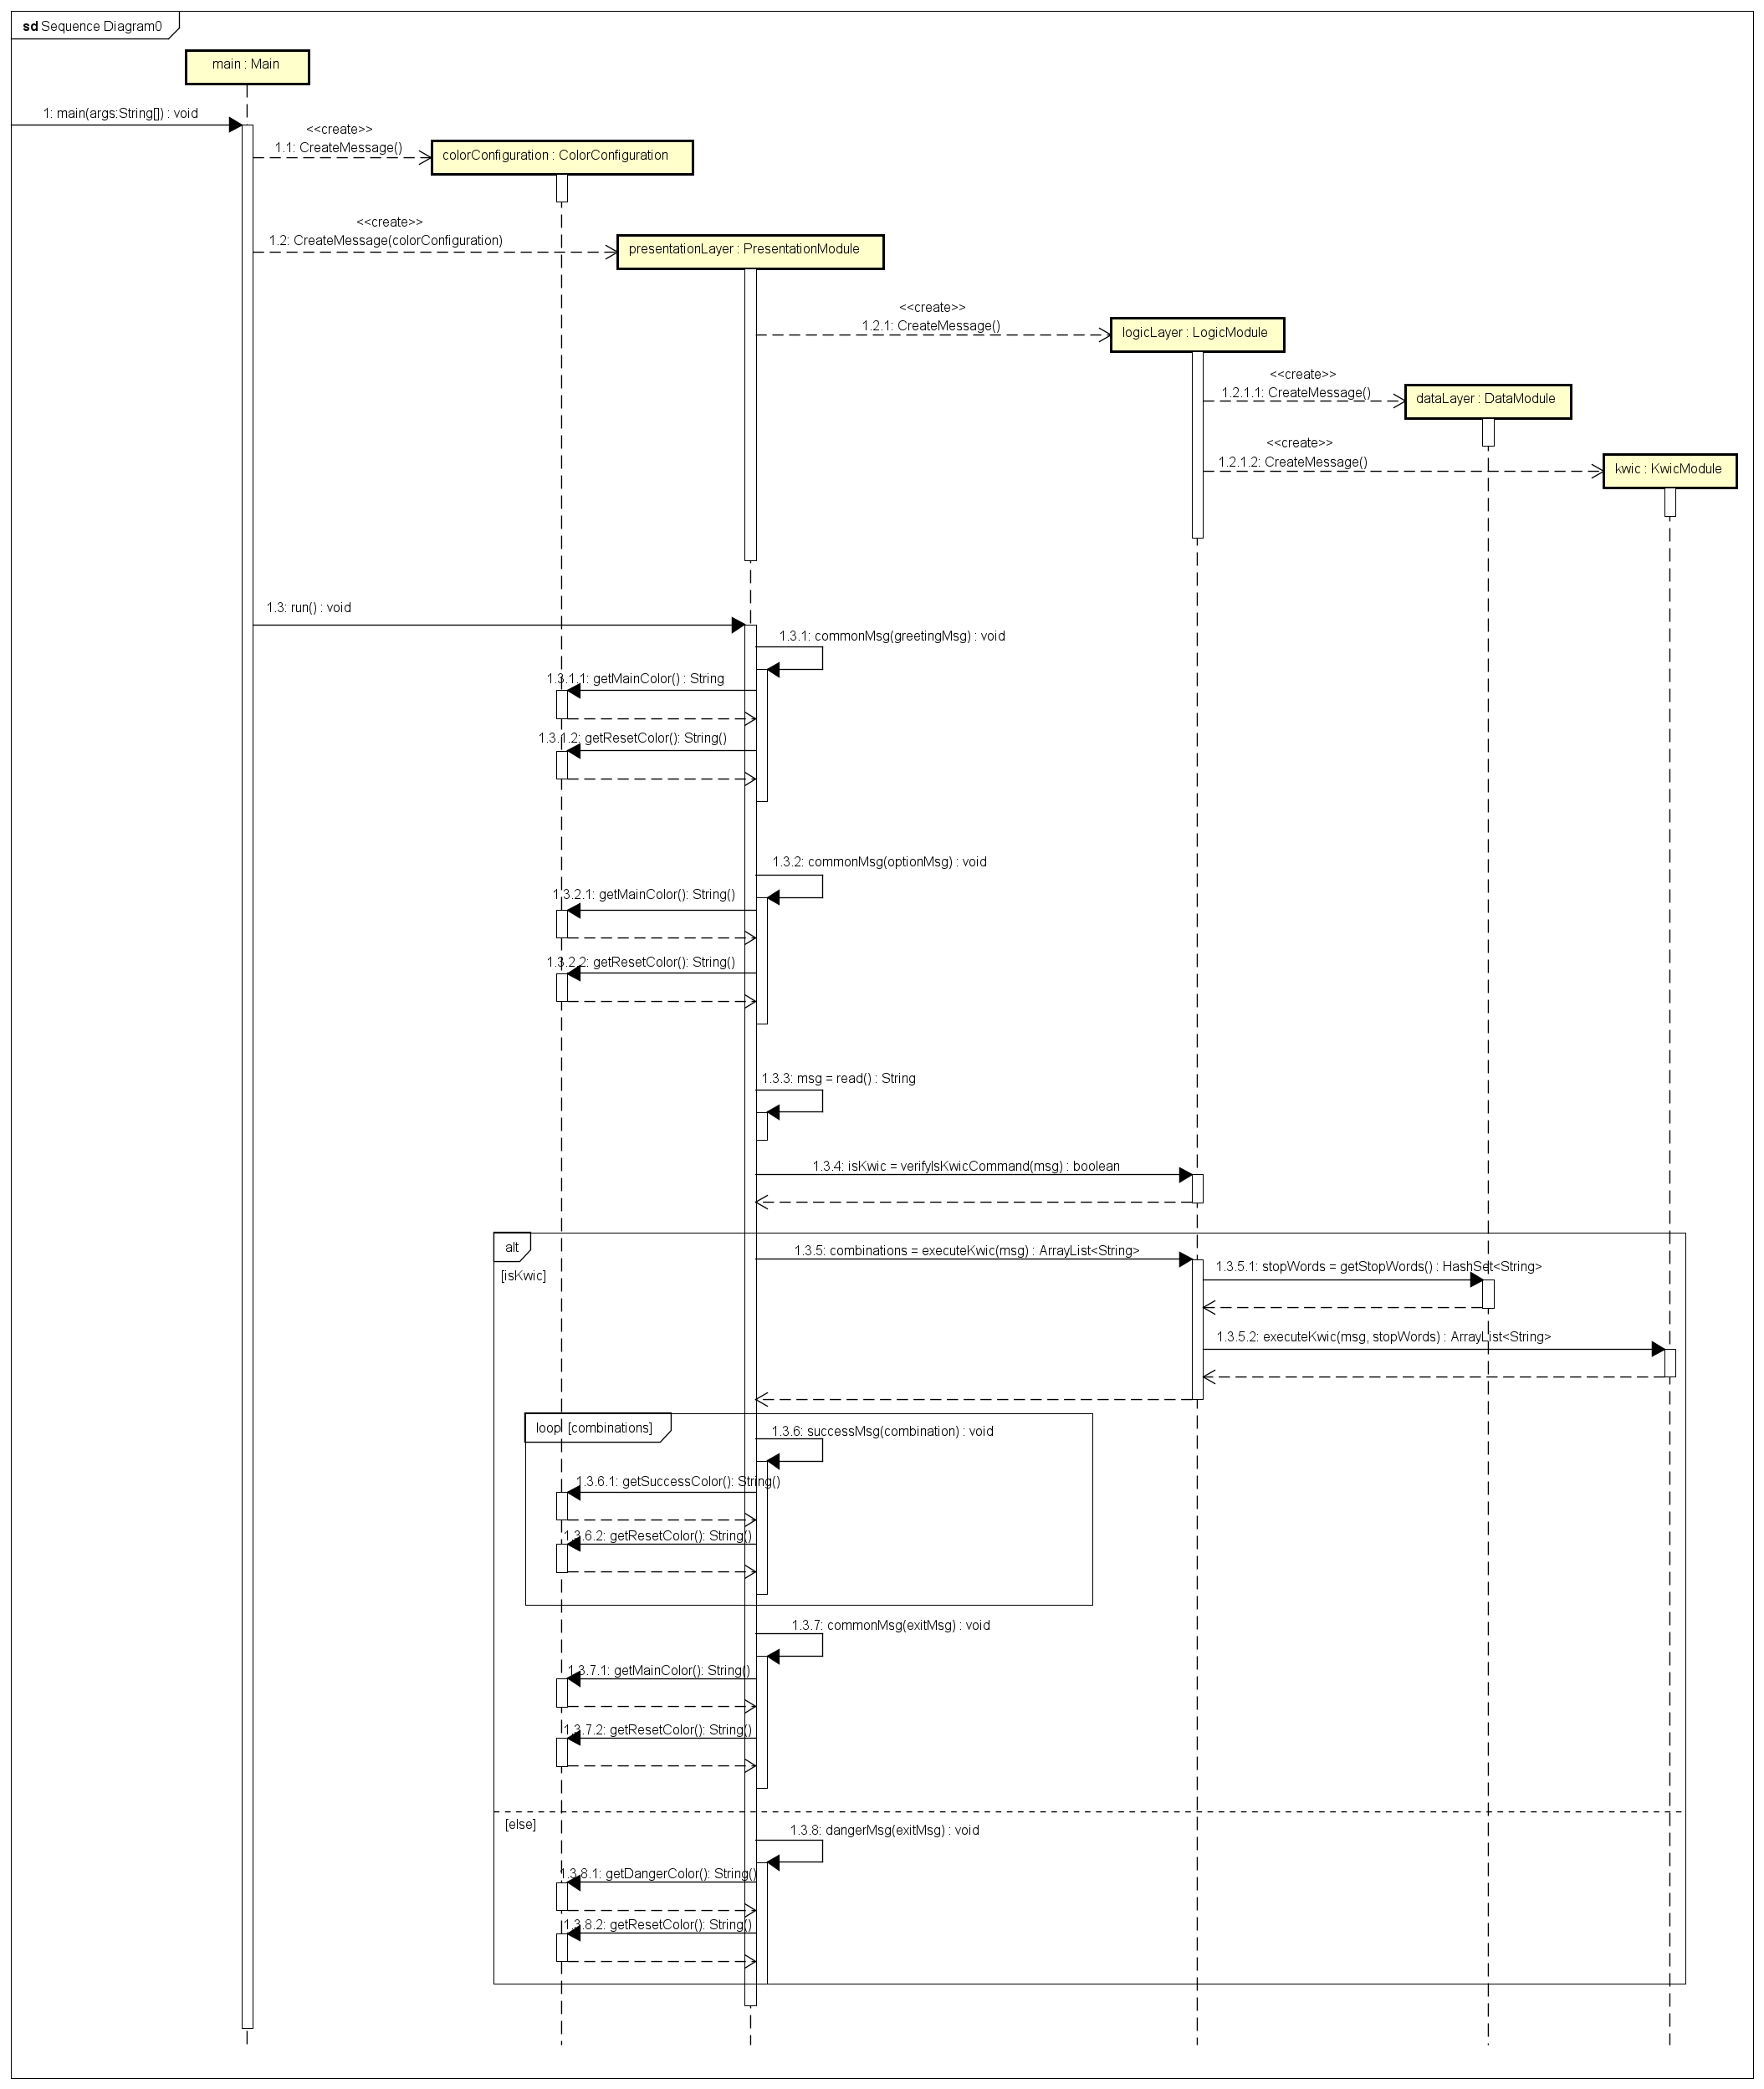 sd Sequence Diagram0
main : Main
1: main(args:String[]) : void
<<create>>
1.1: CreateMessage()
colorConfiguration : ColorConfiguration
<<create>>
1.2: CreateMessage(colorConfiguration)
presentationLayer : PresentationModule
<<create>>
1.2.1: CreateMessage()
logicLayer : LogicModule
<<create>>
1.2.1.1: CreateMessage()
dataLayer : DataModule
<<create>>
1.2.1.2: CreateMessage()
kwic : KwicModule
1.3: run() : void
1.3.1: commonMsg(greetingMsg) : void
1.3.1.1: getMainColor() : String
1.3.1.2: getResetColor(): String()
1.3.2: commonMsg(optionMsg) : void
1.3.2.1: getMainColor(): String()
1.3.2.2: getResetColor(): String()
1.3.3: msg = read() : String
1.3.4: isKwic = verifyIsKwicCommand(msg) : boolean
alt
[isKwic]
1.3.5: combinations = executeKwic(msg) : ArrayList<String>
1.3.5.1: stopWords = getStopWords() : HashSet<String>
1.3.5.2: executeKwic(msg, stopWords) : ArrayList<String>
loop [combinations]
1.3.6: successMsg(combination) : void
1.3.6.1: getSuccessColor(): String()
1.3.6.2: getResetColor(): String()
1.3.7: commonMsg(exitMsg) : void
1.3.7.1: getMainColor(): String()
1.3.7.2: getResetColor(): String()
[else]
1.3.8: dangerMsg(exitMsg) : void
1.3.8.1: getDangerColor(): String()
1.3.8.2: getResetColor(): String()